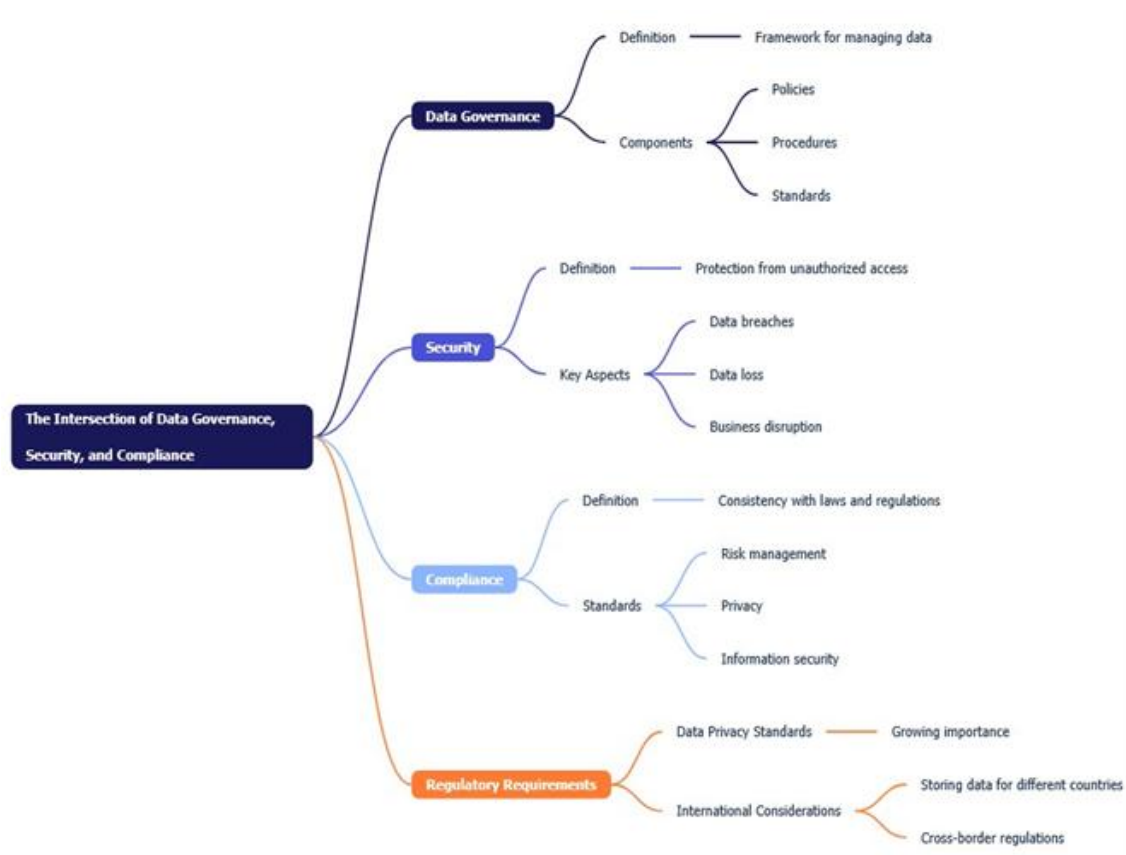 The Intersection of Data Governance,
Security, and Compliance
Data Governance
Definition
Framework for managing data
Components
Policies
Procedures
Standards
Security
Definition
Protection from unauthorized access
Key Aspects
Data breaches
Data loss
Business disruption
Compliance
Definition
Consistency with laws and regulations
Standards
Risk management
Privacy
Information security
Regulatory Requirements
Data Privacy Standards
Growing importance
International Considerations
Storing data for different countries
Cross-border regulations